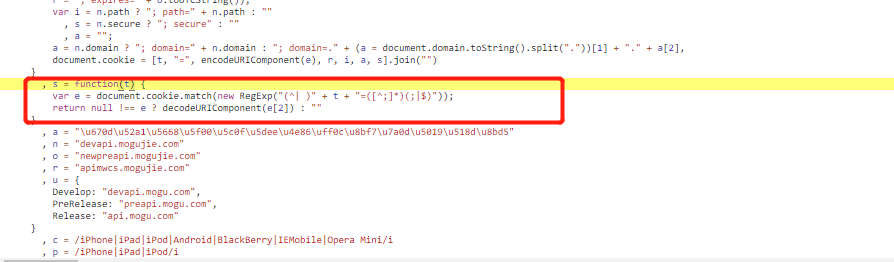 var i = n.path ? "; path=" + n.path : ""
, s = n.secure ? "; secure" : ""
, a = "";
a = n.domain ? "; domain=" + n.domain : "; domain=." + (a = document.domain.toString().split("."))[1] + "." + a[2],
document.cookie = [t, "=", encodeURIComponent(e), r, i, a, s].join("")
}
, s = function(t) {
var e = document.cookie.match(new RegExp("(^| )" + t + "=([^;]*)(;|$)"));
return null !== e ? decodeURIComponent(e[2]) : ""
}
, a = "\u670d\u52a1\u5668\u5f00\u5c0f\u5dee\u4e86\uff0c\u8bf7\u7a0d\u5019\u518d\u8bd5"
, n = "devapi.mogujie.com"
, o = "newpreapi.mogujie.com"
, r = "apimwcs.mogujie.com"
, u = {
Develop: "devapi.mogu.com",
PreRelease: "preapi.mogu.com",
Release: "api.mogu.com"
}
, c = /iPhone|iPad|iPod|Android|BlackBerry|IEMobile|Opera Mini/i
, p = /iPhone|iPad|iPod/i